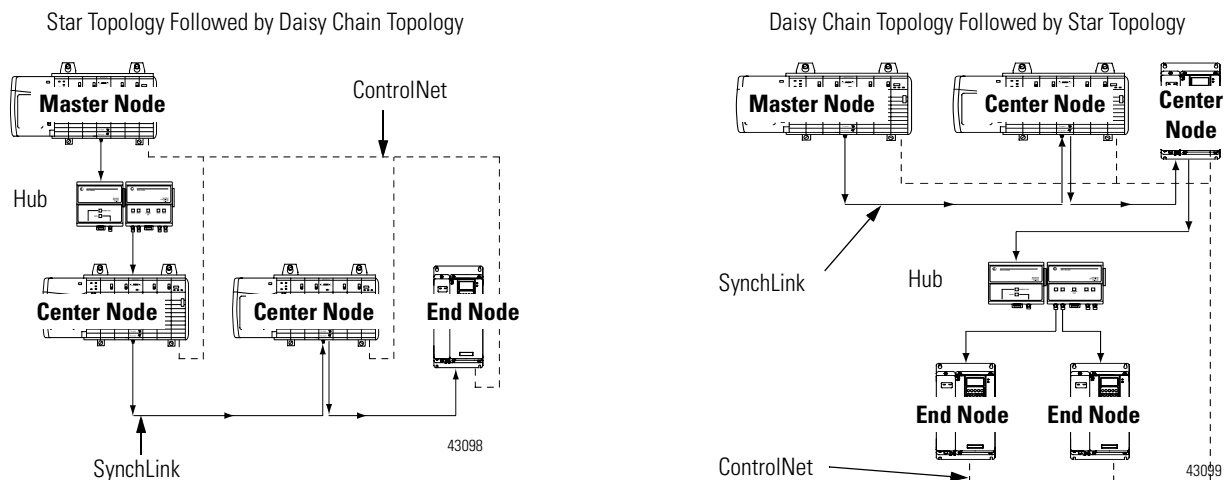 Star Topology Followed by Daisy Chain Topology
Master Node
ControlNet
Hub
Center Node
Center Node
End Node
43098
SynchLink
Daisy Chain Topology Followed by Star Topology
Master Node
Center Node
Center
Node
SynchLink
Hub
End Node
End Node
ControlNet
43099